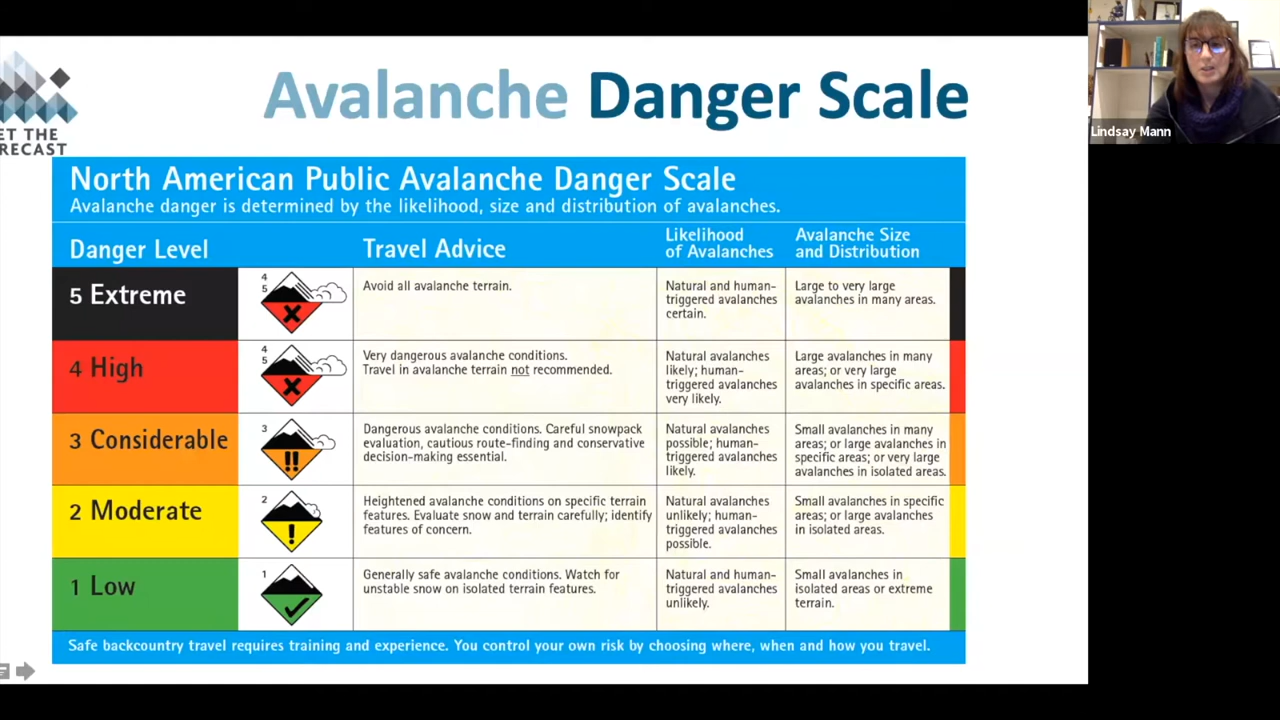 Avalanche Danger Scale
Lindsay Mann
ET THE
RECAST
North American Public Avalanche Danger Scale
Avalanche danger is determined by the likelihood, size and distribution of avalanches.
Danger Level
Travel Advice
Likelihood
of Avalanches
Avalanche Size
and Distribution
5 Extreme
4
5
Avoid all avalanche terrain.
Natural and human-
triggered avalanches
certain.
Large to very large
avalanches in many areas.
4 High
4
5
Very dangerous avalanche conditions.
Travel in avalanche terrain not recommended.
Natural avalanches
likely; human-
triggered avalanches
very likely.
Large avalanches in many
areas; or very large
avalanches in specific areas.
3 Considerable
3
Dangerous avalanche conditions. Careful snowpack
evaluation, cautious route-finding and conservative
decision-making essential.
Natural avalanches
possible; human-
triggered avalanches
likely.
Small avalanches in many
areas; or large avalanches in
specific areas; or very large
avalanches in isolated areas.
2 Moderate
2
Heightened avalanche conditions on specific terrain
features. Evaluate snow and terrain carefully; identify
features of concern.
Natural avalanches
unlikely; human-
triggered avalanches
possible.
Small avalanches in specific
areas; or large avalanches
in isolated areas.
1 Low
1
Generally safe avalanche conditions. Watch for
unstable snow on isolated terrain features.
Natural and human-
triggered avalanches
unlikely.
Small avalanches in
isolated areas or extreme
terrain.
Safe backcountry travel requires training and experience. You control your own risk by choosing where, when and how you travel.